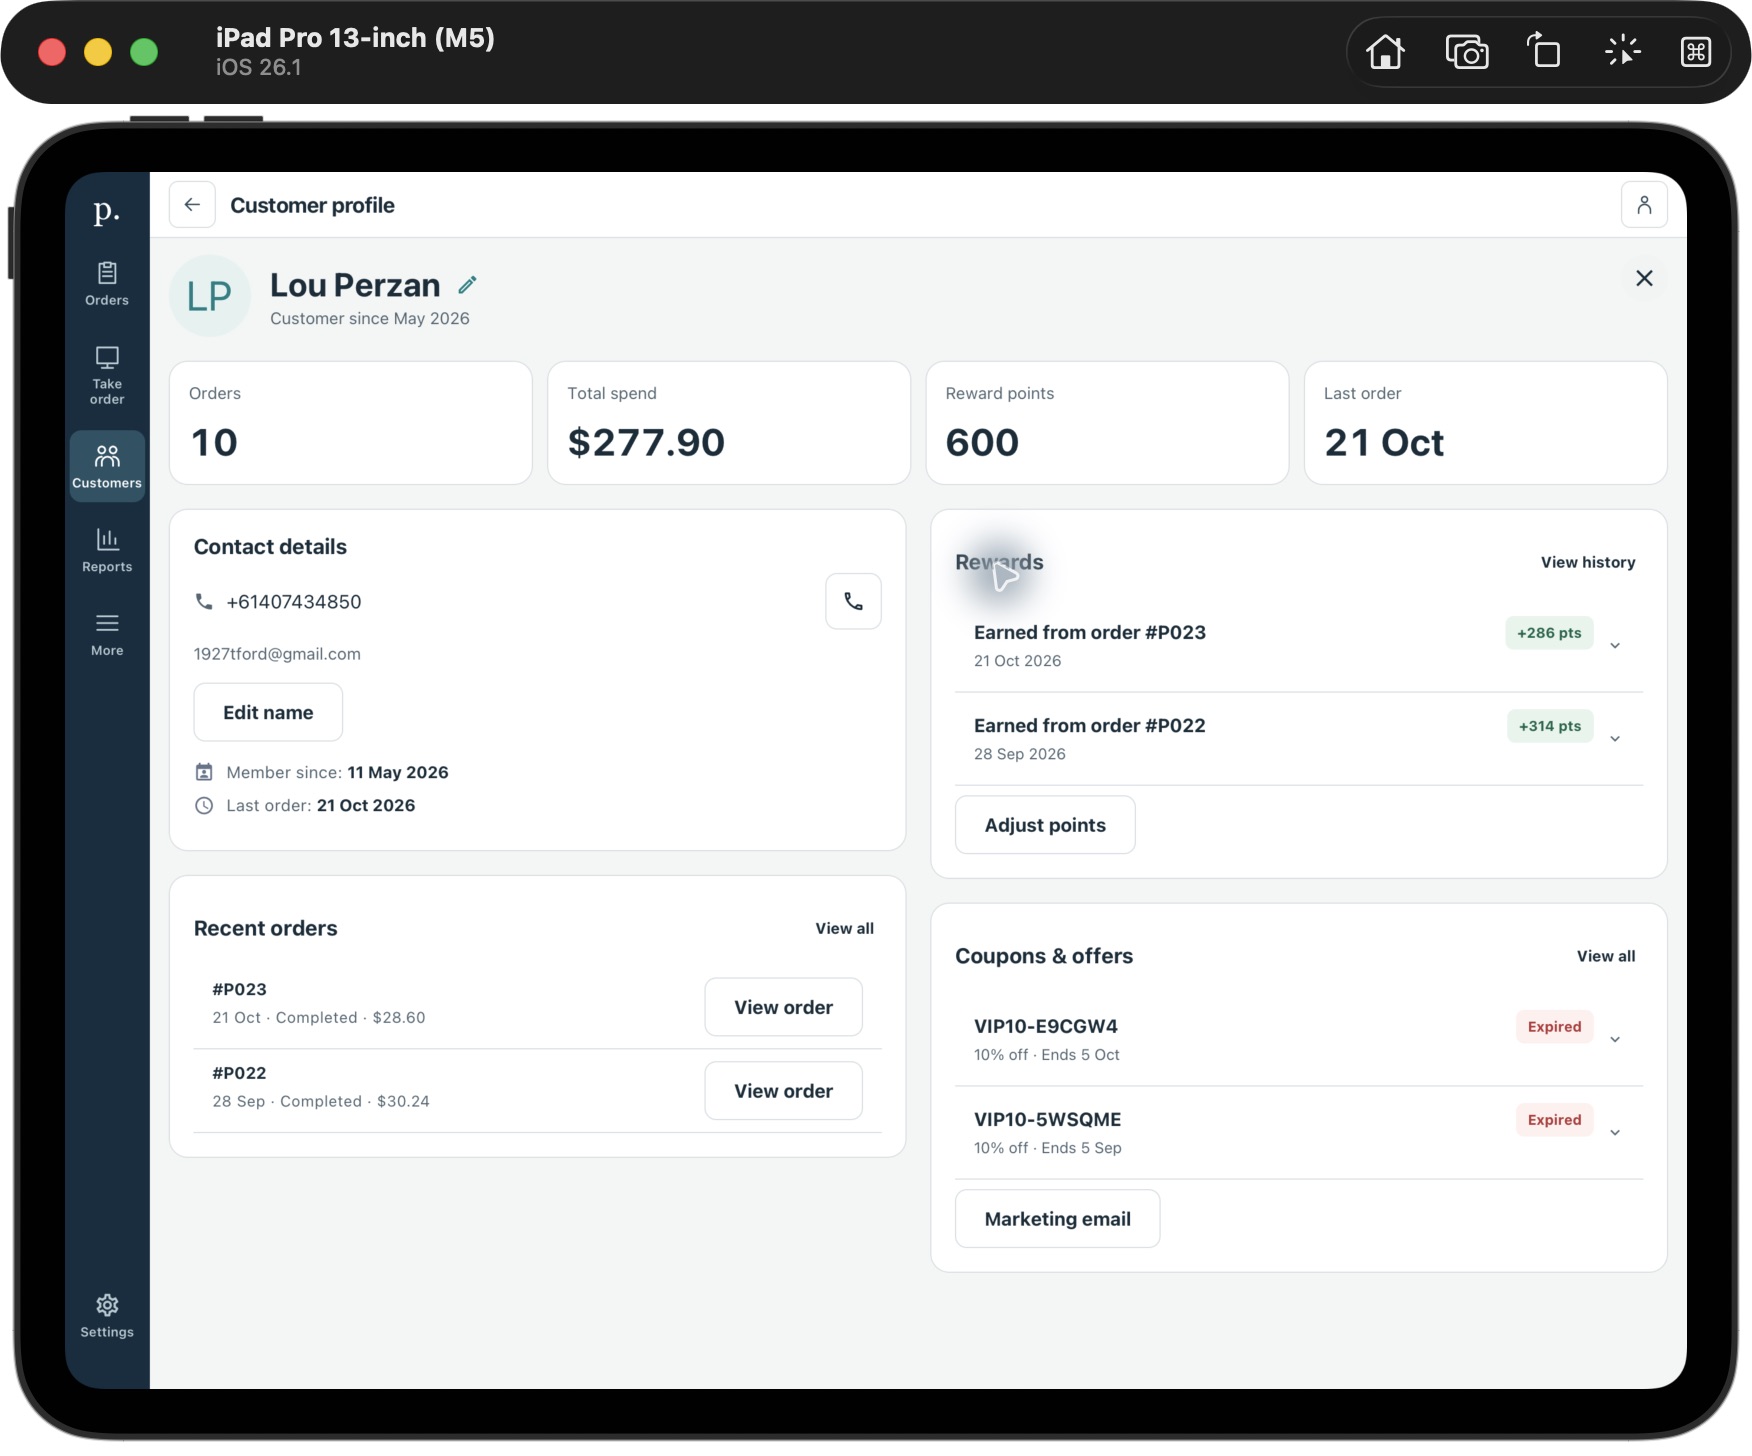 iPad Pro 13-inch (M5)
iOS 26.1
p.
Orders
Take
order
Customers
Reports
More
Settings
Customer profile
LP
Lou Perzan
Customer since May 2026
Orders
10
Total spend
$277.90
Reward points
600
Last order
21 Oct
Contact details
+61407434850
1927tford@gmail.com
Edit name
Member since: 11 May 2026
Last order: 21 Oct 2026
Recent orders
View all
#P023
21 Oct · Completed · $28.60
View order
#P022
28 Sep · Completed · $30.24
View order
Rewards
View history
Earned from order #P023
21 Oct 2026
+286 pts
Earned from order #P022
28 Sep 2026
+314 pts
Adjust points
Coupons & offers
View all
VIP10-E9CGW4
10% off · Ends 5 Oct
Expired
VIP10-5WSQME
10% off · Ends 5 Sep
Expired
Marketing email